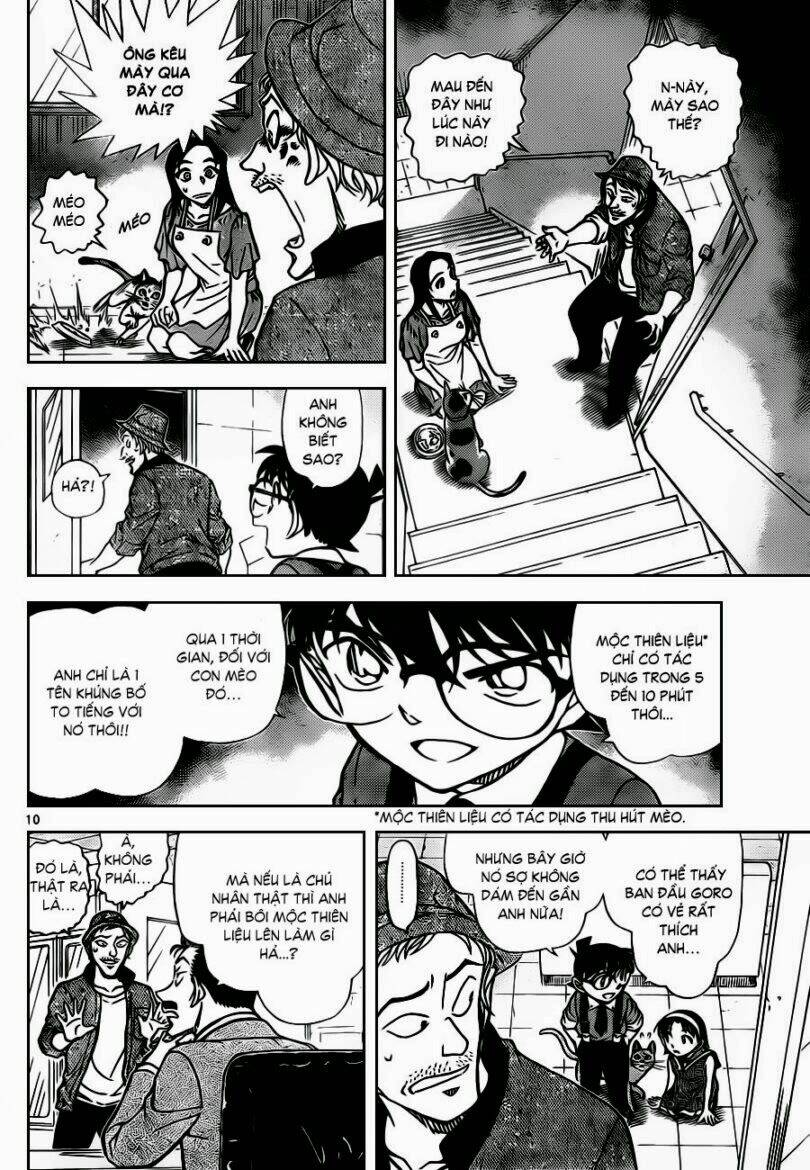 N-NÀY,
MÀY SAO
THẾ?
MAU ĐẾN
ĐÂY NHƯ
LÚC NÃY
ĐI NÀO!
ÔNG KÊU
MÀY QUA
ĐÂY CƠ
MÀ!?
MÉO
MÉO
MÉO
ANH
KHÔNG
BIẾT
SAO?
HẢ?!
MỘC THIÊN LIỆU*
CHỈ CÓ TÁC
DỤNG TRONG 5
ĐẾN 10 PHÚT
THÔI...
QUA 1 THỜI
GIAN, ĐỐI VỚI
CON MÈO
ĐÓ...
ANH CHỈ LÀ 1
TÊN KHỦNG BỐ
TO TIẾNG VỚI
NÓ THÔI!!
10
*MỘC THIÊN LIỆU CÓ TÁC DỤNG THU HÚT MÈO.
CÓ THỂ THẤY
BAN ĐẦU GORO
CÓ VẺ RẤT
THÍCH
ANH...
NHƯNG BÂY GIỜ
NÓ SỢ KHÔNG
DÁM ĐẾN GẦN
ANH NỮA!
......
MÀ NẾU LÀ CHỦ
NHÂN THẬT THÌ ANH
PHẢI BÔI MỘC THIÊN
LIỆU LÊN LÀM GÌ
HẢ...?
À,
KHÔNG
PHẢI...
ĐÓ LÀ,
THẬT RA
LÀ...